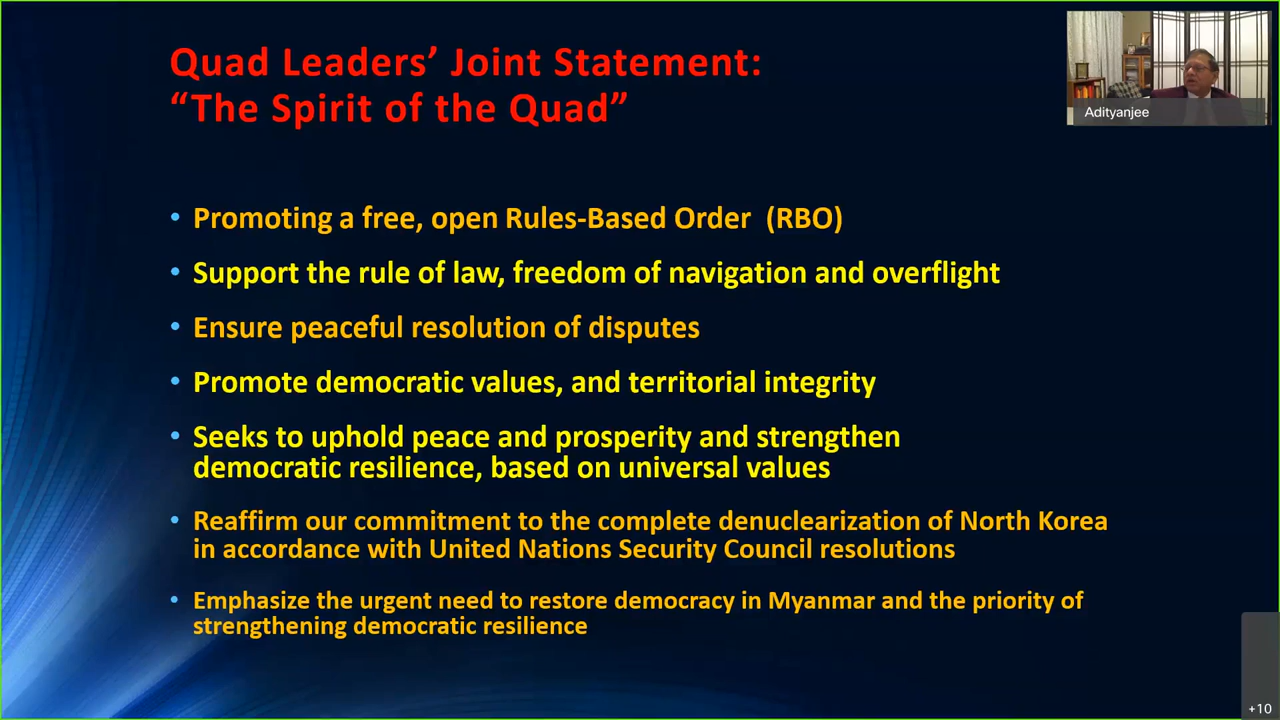 Quad Leaders’ Joint Statement:
“The Spirit of the Quad”
Adityanjee
• Promoting a free, open Rules-Based Order (RBO)
• Support the rule of law, freedom of navigation and overflight
• Ensure peaceful resolution of disputes
• Promote democratic values, and territorial integrity
• Seeks to uphold peace and prosperity and strengthen
democratic resilience, based on universal values
• Reaffirm our commitment to the complete denuclearization of North Korea
in accordance with United Nations Security Council resolutions
• Emphasize the urgent need to restore democracy in Myanmar and the priority of
strengthening democratic resilience
+10